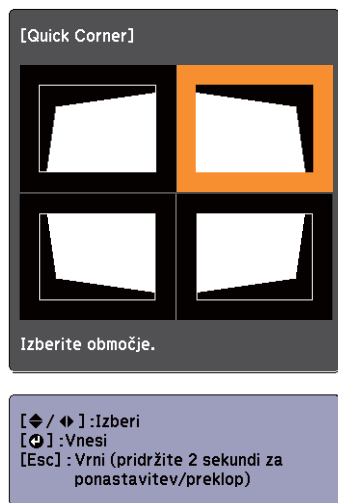 [Quick Corner]
Izberite območje.
[◆/◆] :Izberi
[↵] :Vnesi
[Esc] : Vrni (pridržite 2 sekundi za
ponastavitev/preklop)